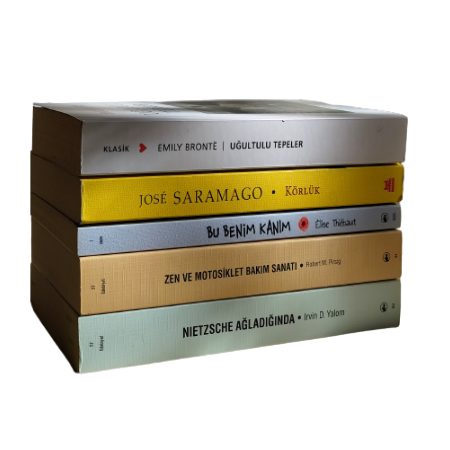 KLASİK ♥ EMILY BRONTË | UĞULTULU TEPELER
JOSÉ SARAMAGO • KÖRLÜK
BU BENİM KANIM Élise Thiébaut
ZEN VE MOTOSİKLET BAKIM SANATI • Robert M. Pirsig
NIETZSCHE AĞLADIĞINDA • Irvin D. Yalom